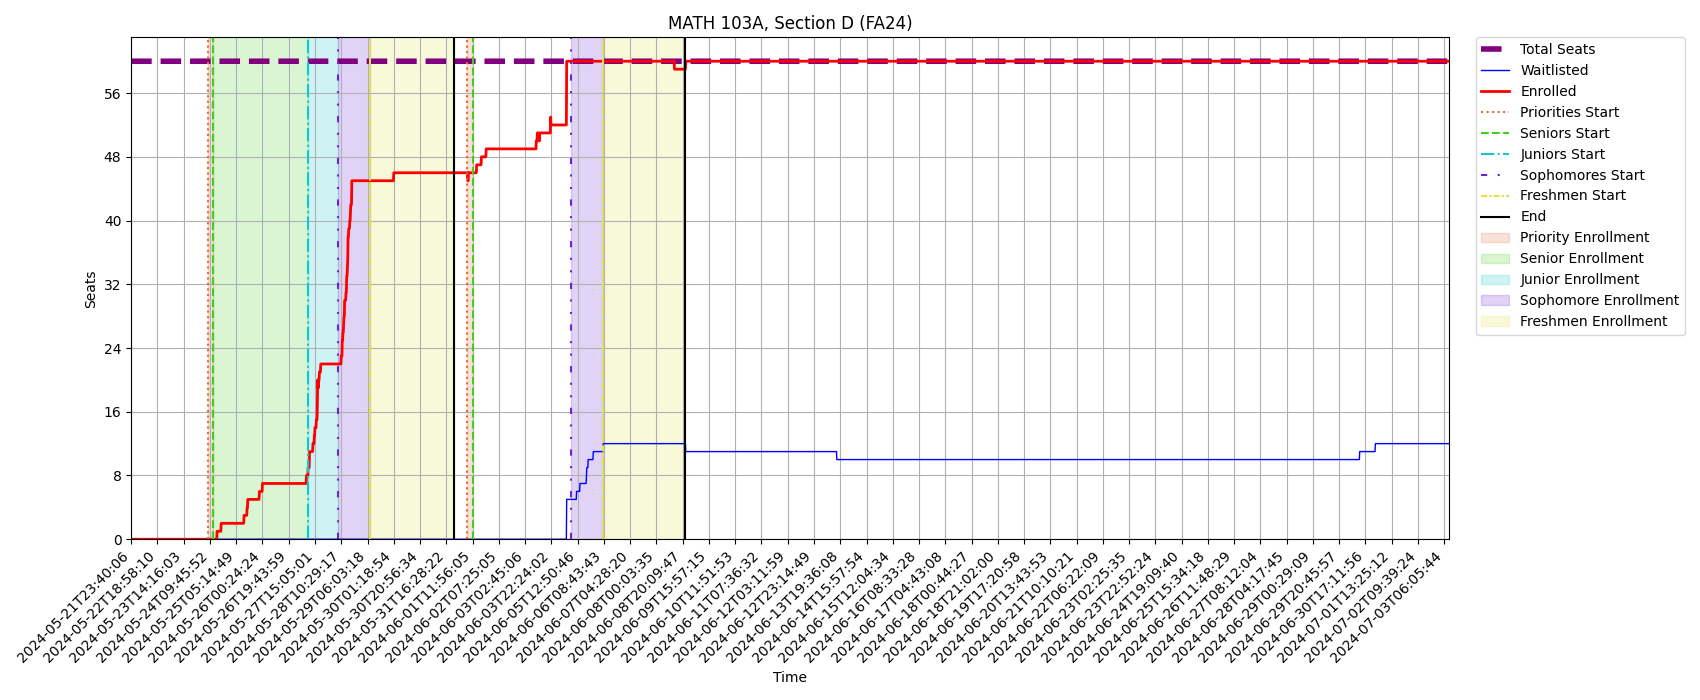 MATH 103A, Section D (FA24)
Total Seats
Waitlisted
Enrolled
Priorities Start
Seniors Start
Juniors Start
Sophomores Start
Freshmen Start
End
Priority Enrollment
Senior Enrollment
Junior Enrollment
Sophomore Enrollment
Freshmen Enrollment
Seats
56
48
40
32
24
16
8
0
2024-05-21T23:40:06
2024-05-22T18:58:10
2024-05-23T14:16:03
2024-05-24T09:45:52
2024-05-25T05:14:49
2024-05-26T00:24:24
2024-05-26T19:43:59
2024-05-27T15:05:01
2024-05-28T10:29:17
2024-05-29T06:03:18
2024-05-30T01:18:54
2024-05-30T20:56:34
2024-05-31T16:28:22
2024-06-01T11:56:05
2024-06-02T07:25:05
2024-06-03T02:45:06
2024-06-03T22:24:02
2024-06-05T12:50:46
2024-06-06T08:43:43
2024-06-07T04:28:20
2024-06-08T00:03:35
2024-06-08T20:09:47
2024-06-09T15:57:15
2024-06-10T11:51:53
2024-06-11T07:36:32
2024-06-12T03:11:59
2024-06-12T23:14:49
2024-06-13T19:36:08
2024-06-14T15:57:54
2024-06-15T12:04:34
2024-06-16T08:33:28
2024-06-17T04:43:08
2024-06-18T00:44:27
2024-06-18T21:02:00
2024-06-19T17:20:58
2024-06-20T13:43:53
2024-06-21T10:10:21
2024-06-22T06:22:09
2024-06-23T02:25:35
2024-06-23T22:52:24
2024-06-24T19:09:40
2024-06-25T15:34:18
2024-06-26T11:48:29
2024-06-27T08:12:04
2024-06-28T04:17:45
2024-06-29T00:29:09
2024-06-29T20:45:57
2024-06-30T17:11:56
2024-07-01T13:25:12
2024-07-02T09:39:24
2024-07-03T06:05:44
Time